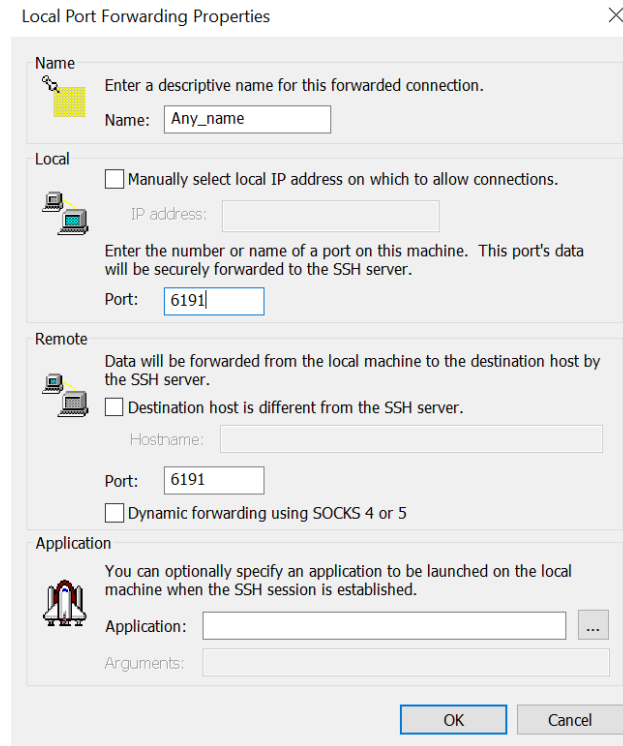 Local Port Forwarding Properties
Name
Enter a descriptive name for this forwarded connection.
Name: Any_name
Local
Manually select local IP address on which to allow connections.
IP address:
Enter the number or name of a port on this machine.  This port's data
will be securely forwarded to the SSH server.
Port: 6191
Remote
Data will be forwarded from the local machine to the destination host by
the SSH server.
Destination host is different from the SSH server.
Hostname:
Port: 6191
Dynamic forwarding using SOCKS 4 or 5
Application
You can optionally specify an application to be launched on the local
machine when the SSH session is established.
Application: ...
Arguments:
OK Cancel